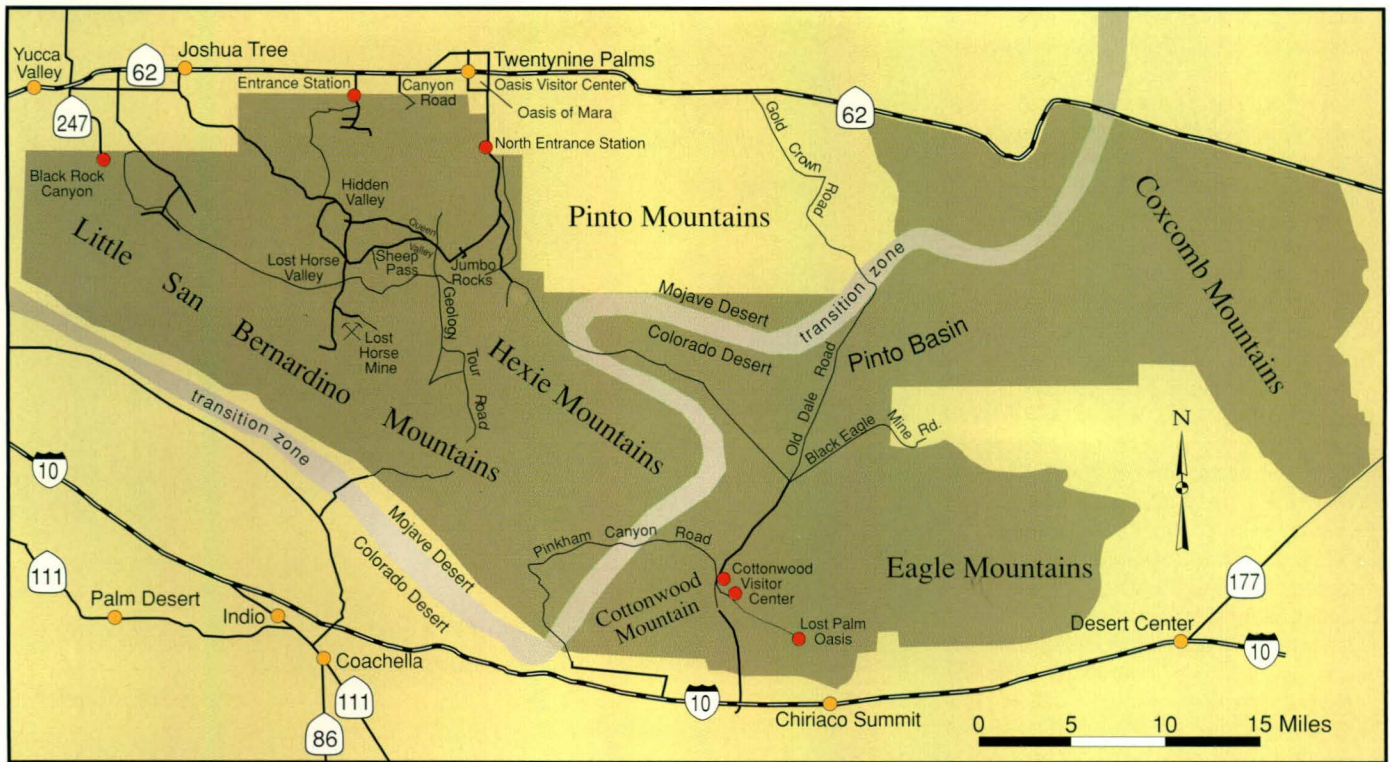 Yucca
Valley
62
Joshua Tree
Twentynine Palms
Entrance Station
Canyon
Road
Oasis Visitor Center
Oasis of Mara
247
62
North Entrance Station
Black Rock
Canyon
Gold Crown Road
Hidden
Valley
Pinto Mountains
Coxcomb Mountains
Queen
Valley
Little San Bernardino Mountains
Lost Horse
Valley
Sheep
Pass
Jumbo
Rocks
Geology Tour Road
Lost
Horse
Mine
Hexie Mountains
Mojave Desert
Colorado Desert
transition zone
Pinto Basin
Old Dale Road
Black Eagle Mine Rd.
N
transition zone
Mojave Desert
Colorado Desert
10
111
Palm Desert
Indio
Coachella
111
86
Pinkham Canyon Road
Cottonwood
Mountain
Cottonwood
Visitor
Center
Lost Palm
Oasis
Eagle Mountains
177
Desert Center
10
10
Chiriaco Summit
0 5 10 15 Miles